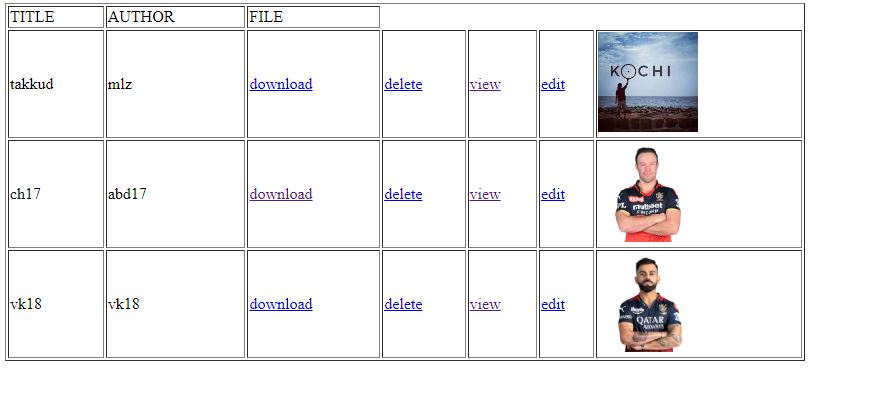 TITLE AUTHOR FILE
takkud mlz download delete view edit
KOCHI
ch17 abd17 download delete view edit
vk18 vk18 download delete view edit
QATAR
AIRWAYS